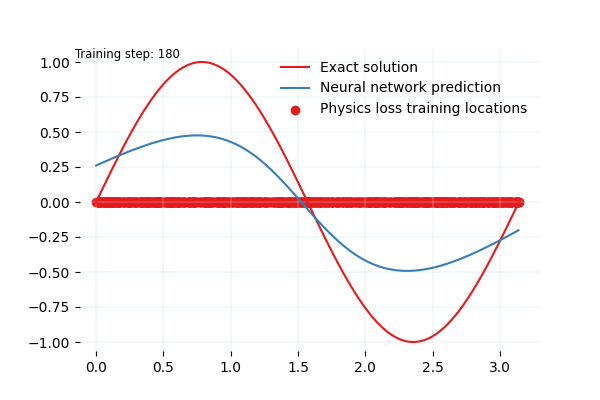 Training step: 180
Exact solution
Neural network prediction
Physics loss training locations
1.00
0.75
0.50
0.25
0.00
−0.25
−0.50
−0.75
−1.00
0.0 0.5 1.0 1.5 2.0 2.5 3.0